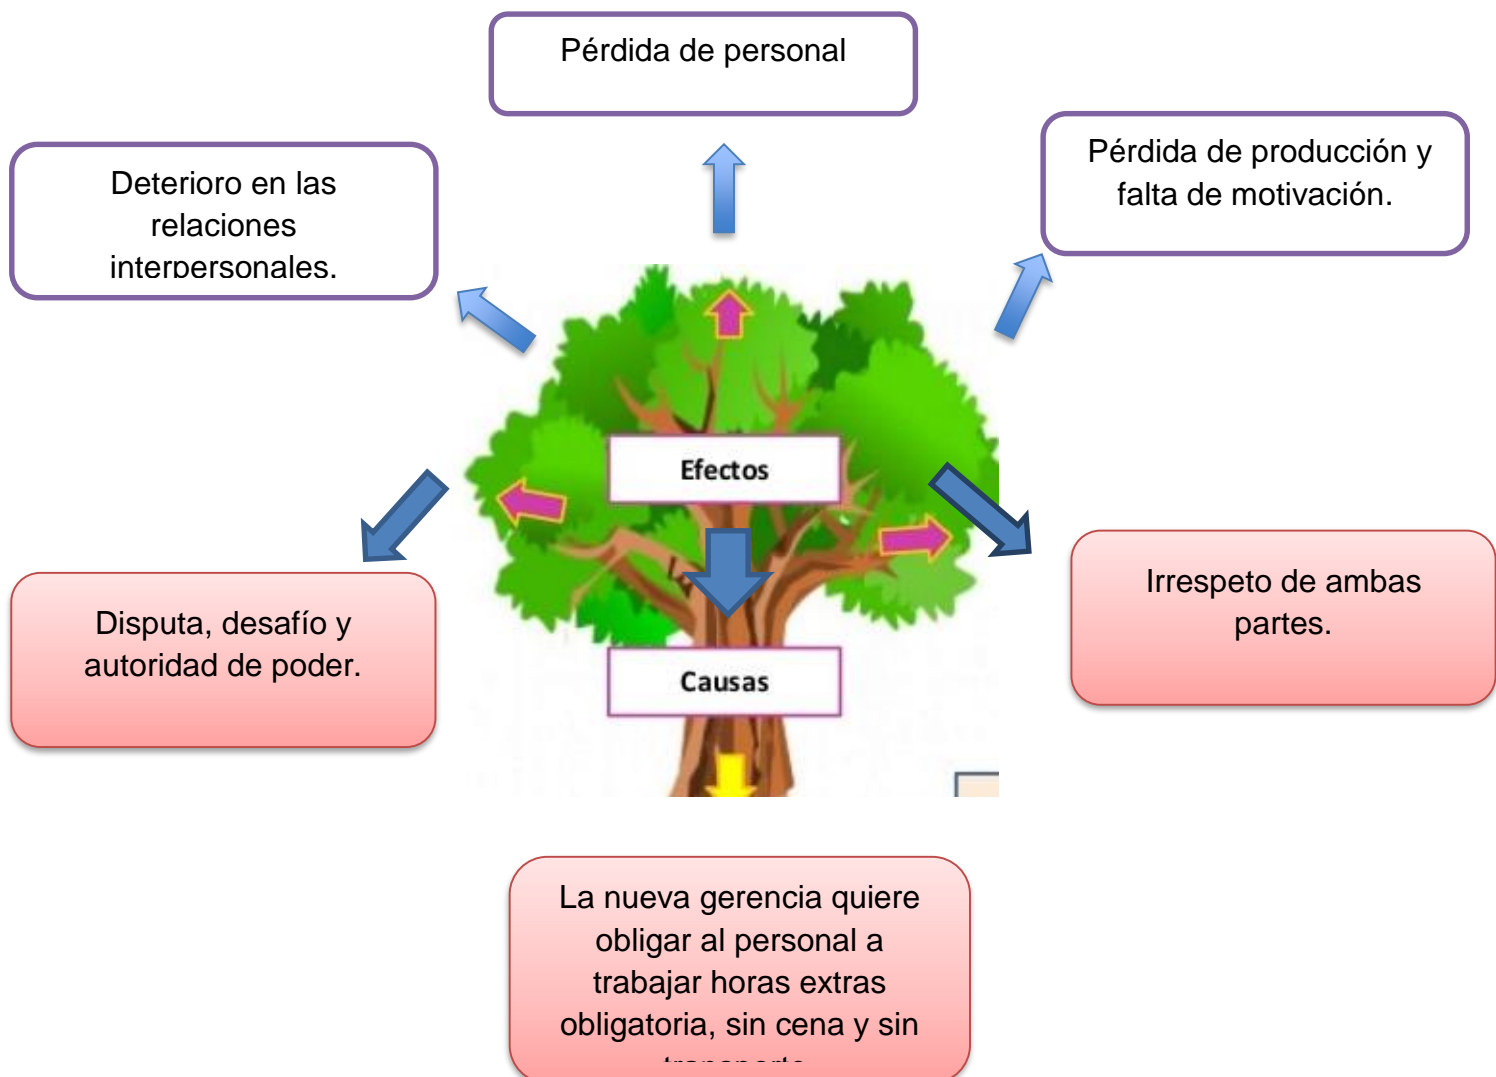 Pérdida de personal
Pérdida de producción y
falta de motivación.
Deterioro en las
relaciones
interpersonales.
Efectos
Causas
Disputa, desafío y
autoridad de poder.
Irrespeto de ambas
partes.
La nueva gerencia quiere
obligar al personal a
trabajar horas extras
obligatoria, sin cena y sin